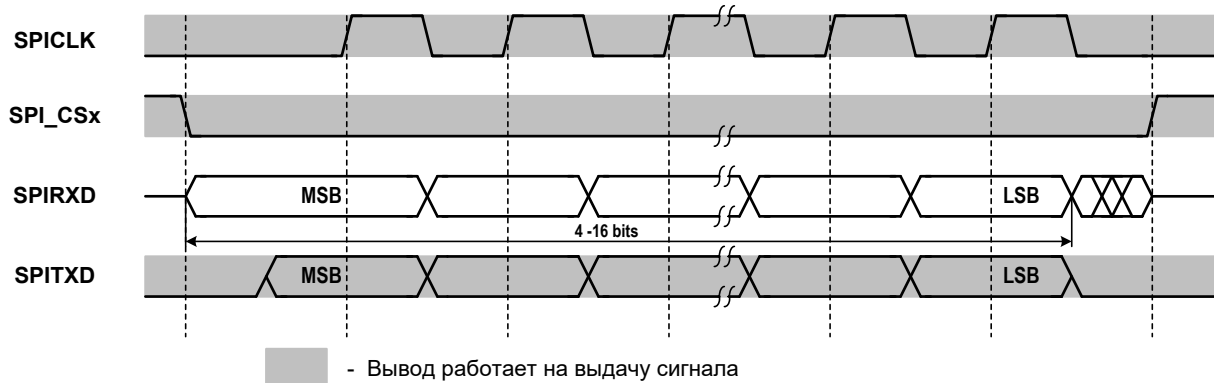 SPICLK
SPI_CSx
SPIRXD MSB LSB
4 -16 bits
SPITXD MSB LSB
- Вывод работает на выдачу сигнала